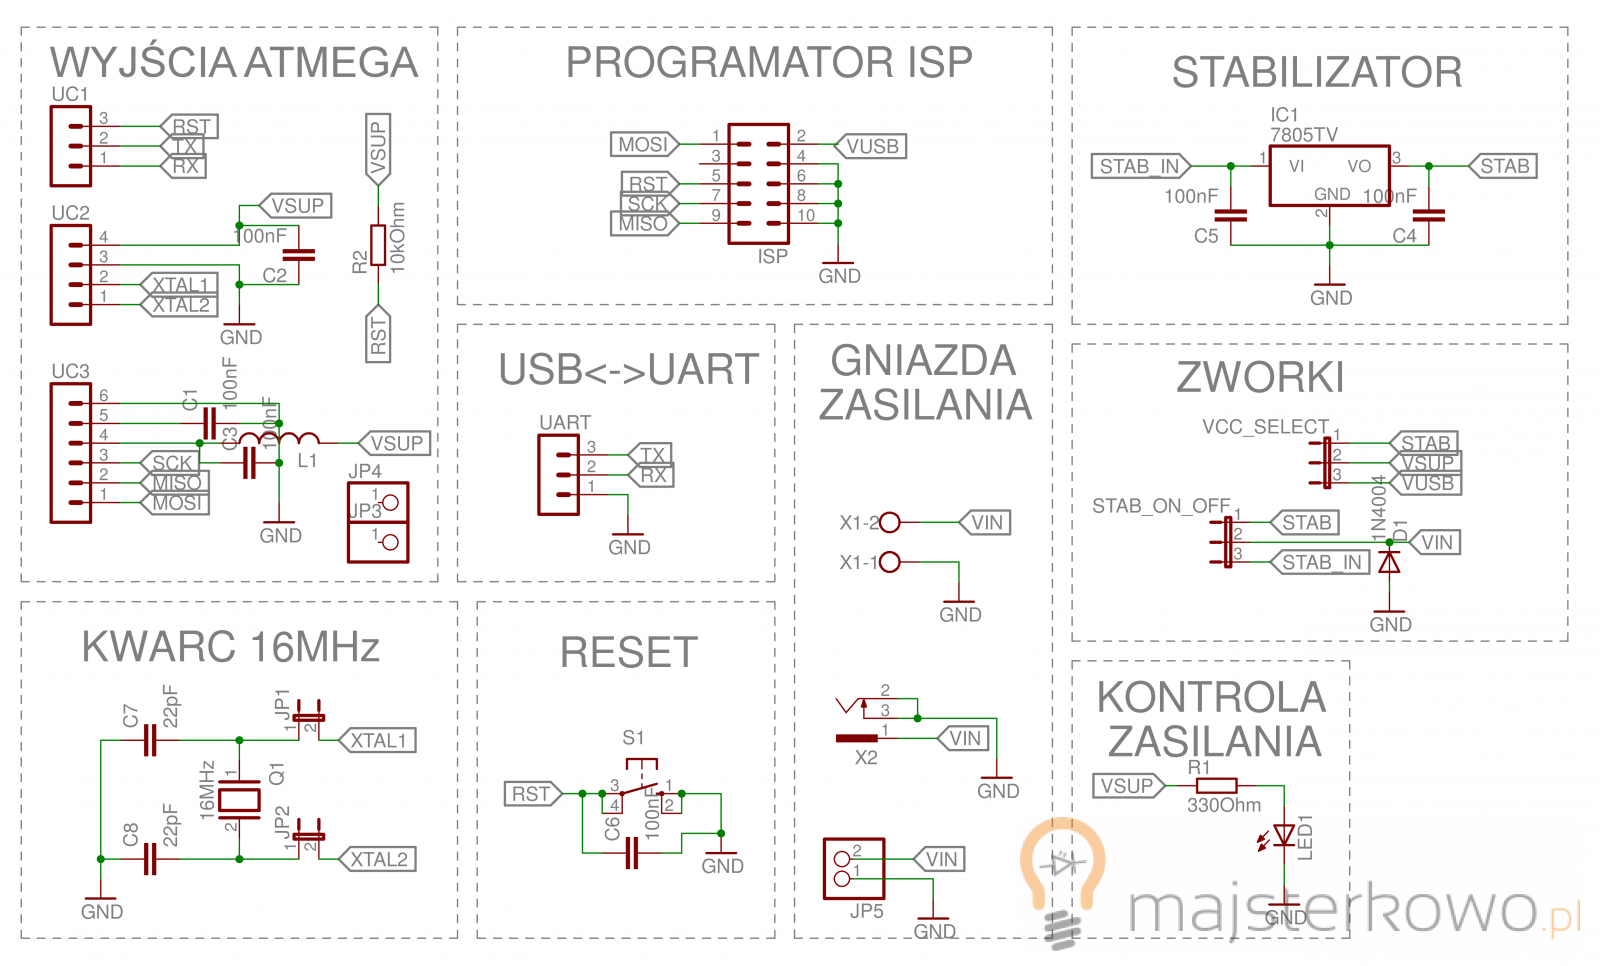 WYJŚCIA ATMEGA
UC1
3
RST
2
TX
1
RX
VSUP
R2
10kOhm
RST
UC2
VSUP
4
100nF
3
C2
2
XTAL1
1
XTAL2
GND
UC3
6
C1
100nF
5
4
C3
100nF
VSUP
L1
3
SCK
2
MISO
1
MOSI
GND
JP4
1
JP3
1
PROGRAMATOR ISP
MOSI
1
2
VUSB
3
4
RST
5
6
SCK
7
8
MISO
9
10
ISP
GND
STABILIZATOR
IC1
7805TV
STAB_IN
1
VI
VO
3
STAB
GND
2
100nF
C5
100nF
C4
GND
USB<->UART
UART
3
TX
2
RX
1
GND
GNIAZDA
ZASILANIA
X1-2
VIN
X1-1
GND
2
3
1
VIN
X2
GND
2
VIN
1
JP5
GND
ZWORKI
VCC_SELECT
1
STAB
2
VSUP
3
VUSB
STAB_ON_OFF
1
STAB
2
VIN
3
STAB_IN
1N4004
D1
GND
KWARC 16MHz
C7
22pF
JP1
1
2
XTAL1
16MHz
1
2
Q1
C8
22pF
JP2
1
2
XTAL2
GND
RESET
S1
RST
3
1
4
2
C6
100nF
GND
KONTROLA
ZASILANIA
R1
VSUP
330Ohm
LED1
GND
majsterkowo.pl